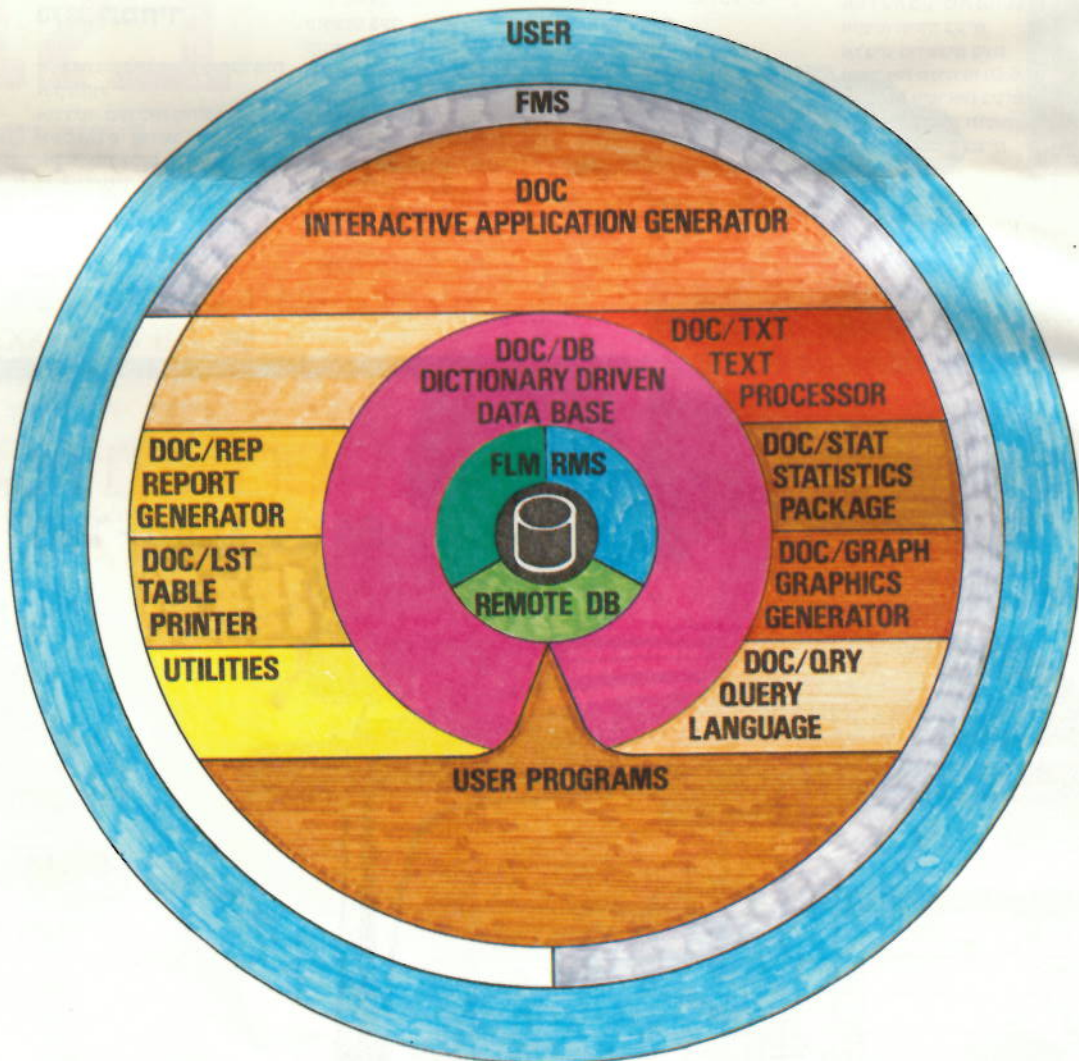 USER
FMS
DOC
INTERACTIVE APPLICATION GENERATOR
DOC/DB
DICTIONARY DRIVEN
DATA BASE
DOC/TXT
TEXT
PROCESSOR
DOC/REP
REPORT
GENERATOR
FLM RMS
DOC/STAT
STATISTICS
PACKAGE
DOC/LST
TABLE
PRINTER
REMOTE DB
DOC/GRAPH
GRAPHICS
GENERATOR
UTILITIES
DOC/QRY
QUERY
LANGUAGE
USER PROGRAMS